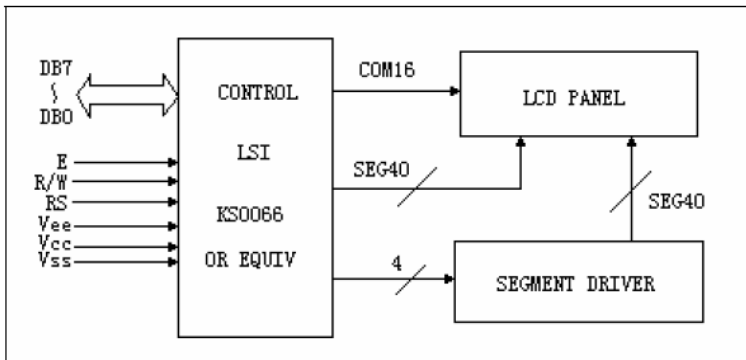 DB7
~
DB0
E
R/W
RS
Vee
Vcc
Vss
CONTROL
LSI
KS0066
OR EQUIV
COM16
SEG40
4
LCD PANEL
SEG40
SEGMENT DRIVER